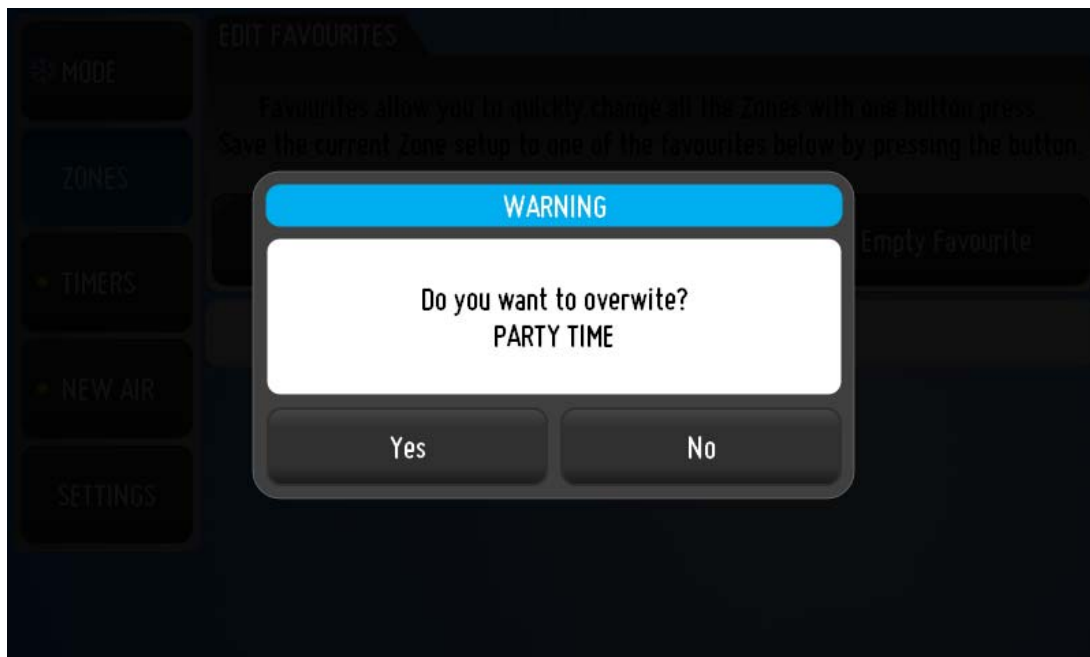 EDIT FAVOURITES
MODE
Favourites allow you to quickly change all the Zones with one button press.
Save the current Zone setup to one of the favourites below by pressing the button.
ZONES
WARNING
Empty Favourite
Do you want to overwite?
PARTY TIME
TIMERS
NEW AIR
Yes
No
SETTINGS